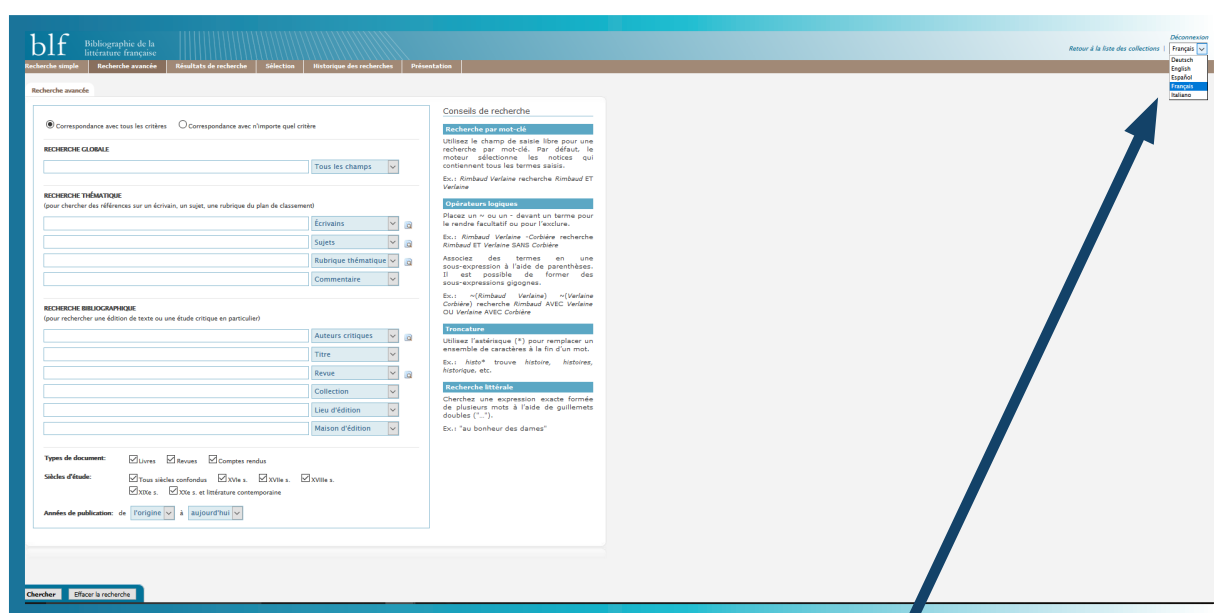 Déconnexion
blf Bibliographie de la
littérature française
Retour à la liste des collections | Français
Deutsch
English
Español
Français
Italiano
Recherche simple Recherche avancée Résultats de recherche Sélection Historique des recherches Présentation
Recherche avancée
Correspondance avec tous les critères Correspondance avec n'importe quel critère
RECHERCHE GLOBALE
Tous les champs
RECHERCHE THÉMATIQUE
(pour chercher des références sur un écrivain, un sujet, une rubrique du plan de classement)
Écrivains
Sujets
Rubrique thématique
Commentaire
RECHERCHE BIBLIOGRAPHIQUE
(pour rechercher une édition de texte ou une étude critique en particulier)
Auteurs critiques
Titre
Revue
Collection
Lieu d'édition
Maison d'édition
Types de document: Livres Revues Comptes rendus
Siècles d'étude: Tous siècles confondus XVIe s. XVIIe s. XVIIIe s.
XIXe s. XXe s. et littérature contemporaine
Années de publication: de l'origine à aujourd'hui
Conseils de recherche
Recherche par mot-clé
Utilisez le champ de saisie libre pour une
recherche par mot-clé. Par défaut, le
moteur sélectionne les notices qui
contiennent tous les termes saisis.
Ex.: Rimbaud Verlaine recherche Rimbaud ET
Verlaine
Opérateurs logiques
Placez un ~ ou un - devant un terme pour
le rendre facultatif ou pour l'exclure.
Ex.: Rimbaud Verlaine -Corbière recherche
Rimbaud ET Verlaine SANS Corbière
Associez des termes en une
sous-expression à l'aide de parenthèses.
Il est possible de former des
sous-expressions gigognes.
Ex.: ~(Rimbaud Verlaine) ~(Verlaine
Corbière) recherche Rimbaud AVEC Verlaine
OU Verlaine AVEC Corbière
Troncature
Utilisez l'astérisque (*) pour remplacer un
ensemble de caractères à la fin d'un mot.
Ex.: histo* trouve histoire, histoires,
historique, etc.
Recherche littérale
Cherchez une expression exacte formée
de plusieurs mots à l'aide de guillemets
doubles ("_").
Ex.: "au bonheur des dames"
Chercher Effacer la recherche